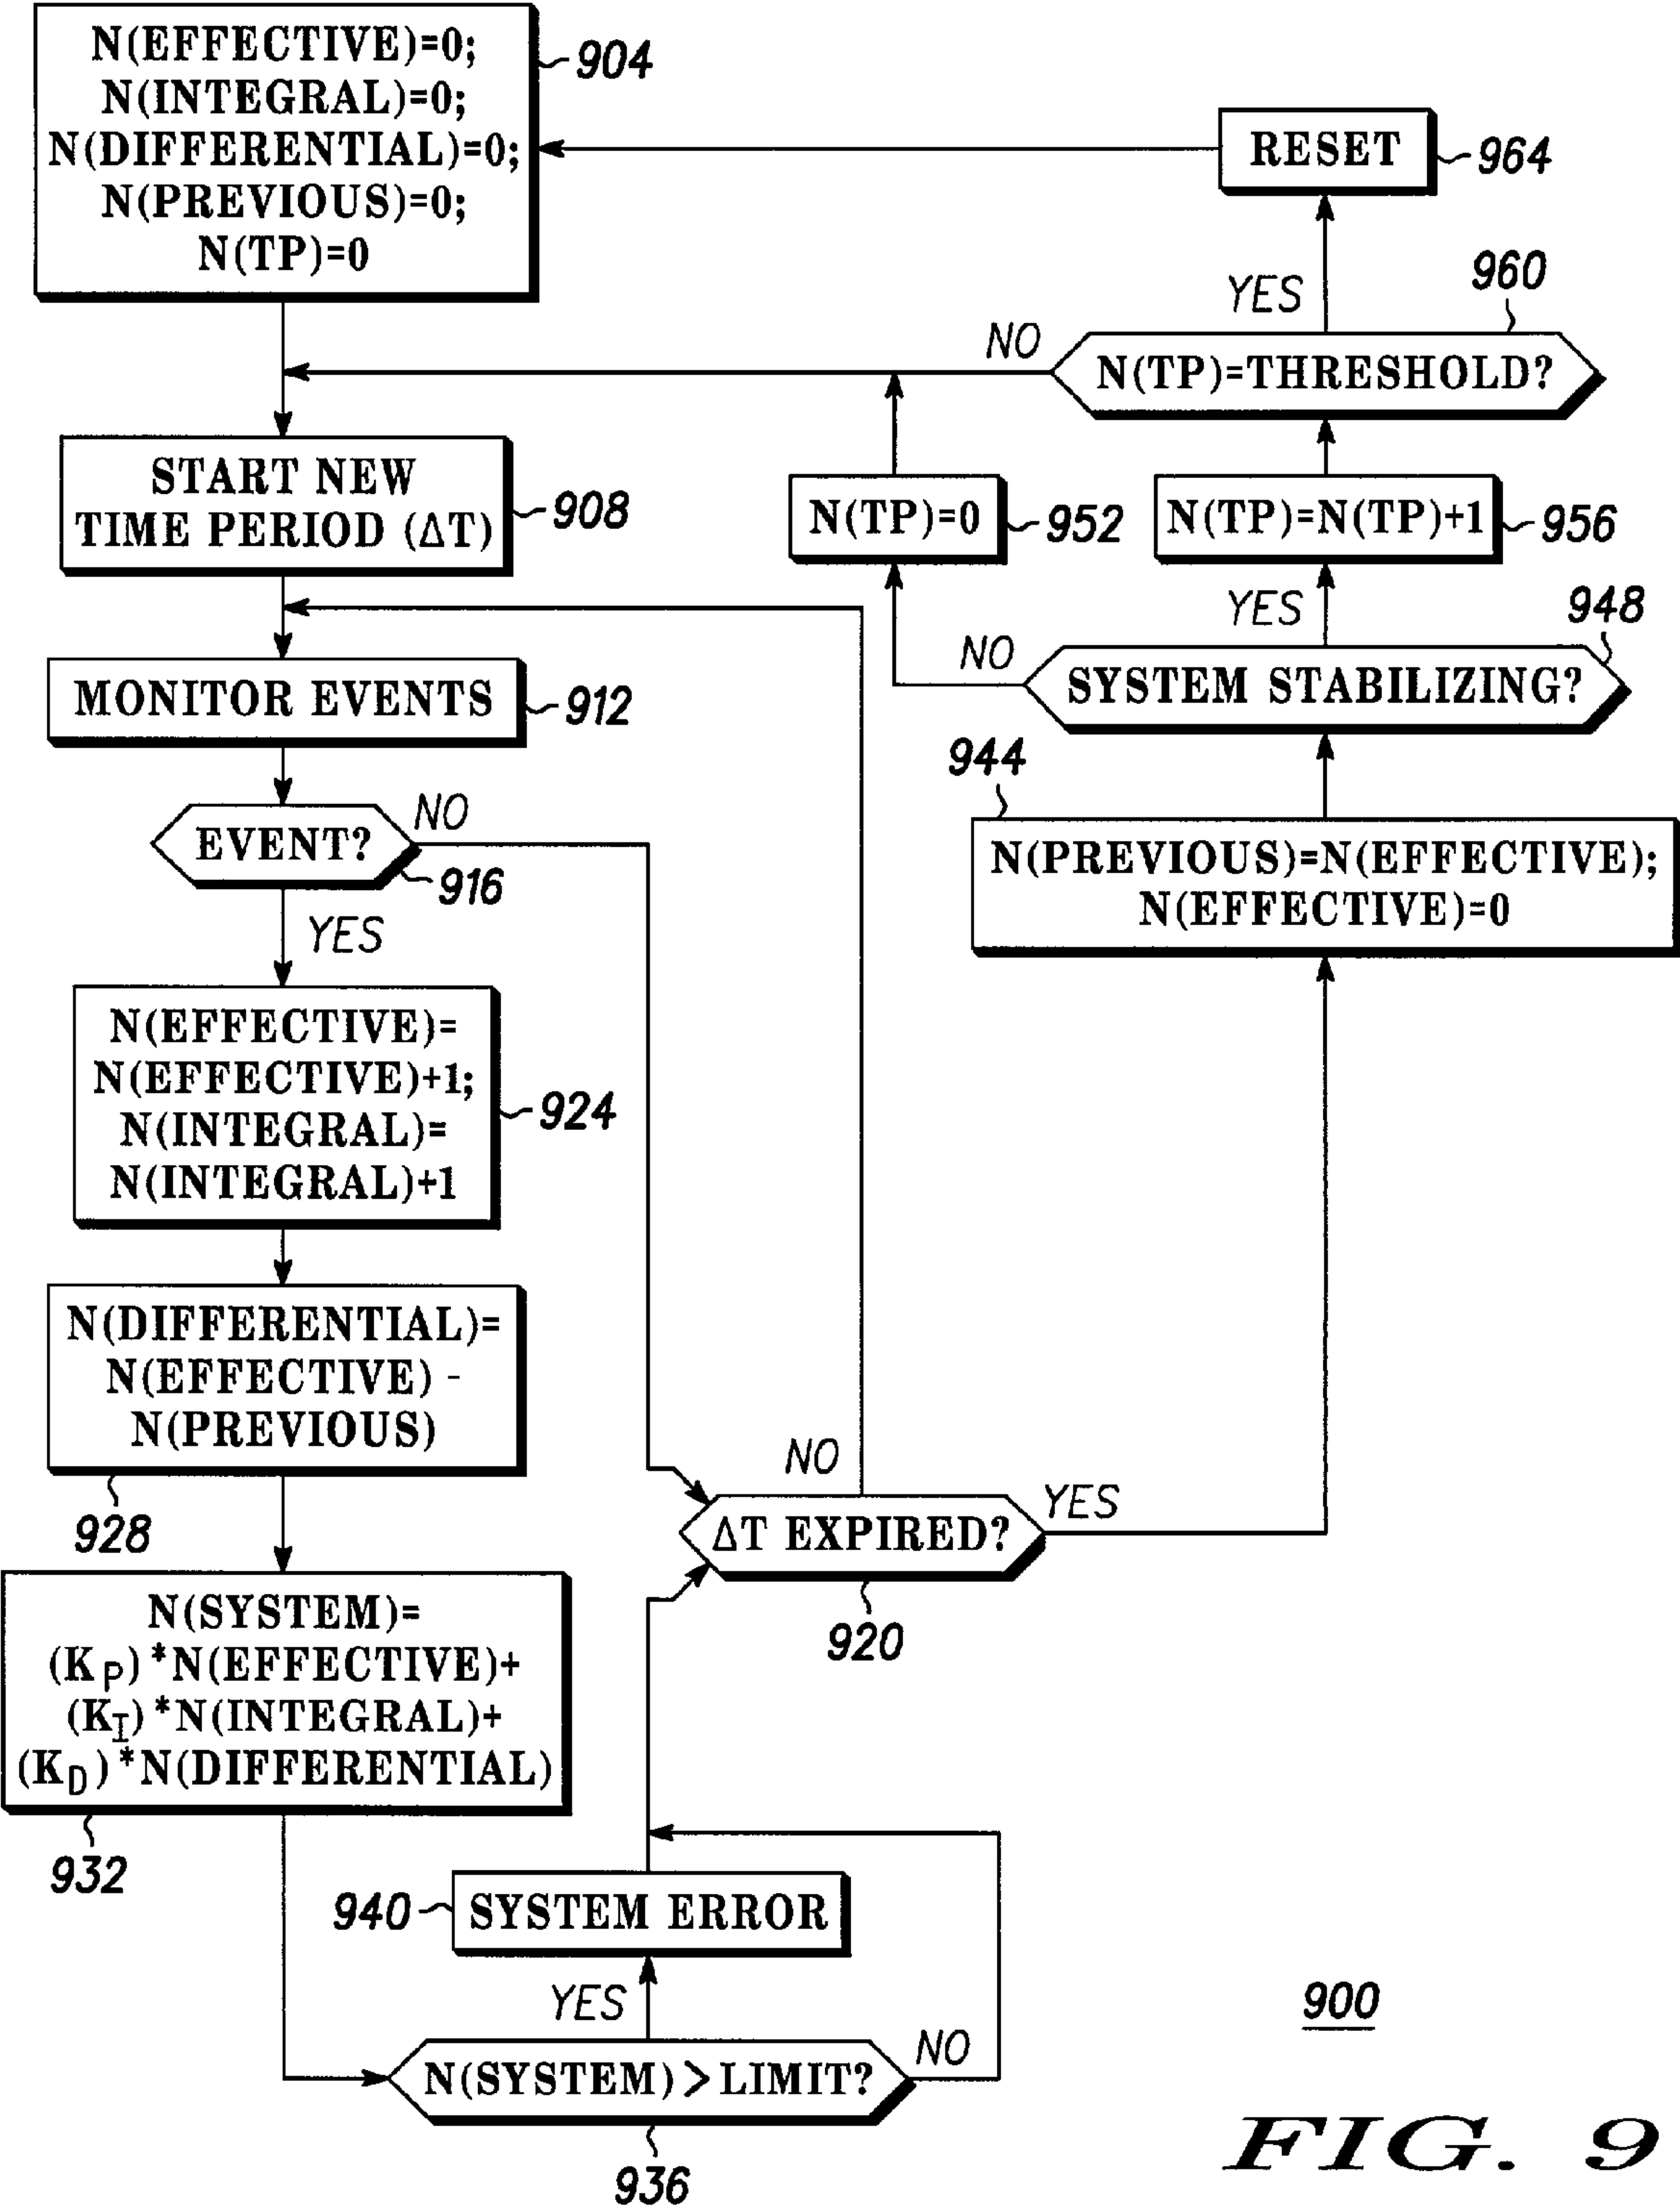 N(EFFECTIVE)=0;
N(INTEGRAL)=0;
N(DIFFERENTIAL)=0;
N(PREVIOUS)=0;
N(TP)=0
904
RESET
964
960
YES
NO
N(TP)=THRESHOLD?
START NEW
TIME PERIOD (ΔT)
908
N(TP)=0
952
N(TP)=N(TP)+1
956
YES
948
NO
SYSTEM STABILIZING?
MONITOR EVENTS
912
944
N(PREVIOUS)=N(EFFECTIVE);
N(EFFECTIVE)=0
EVENT?
NO
916
YES
N(EFFECTIVE)=
N(EFFECTIVE)+1;
N(INTEGRAL)=
N(INTEGRAL)+1
924
N(DIFFERENTIAL)=
N(EFFECTIVE) -
N(PREVIOUS)
928
NO
ΔT EXPIRED?
YES
920
N(SYSTEM)=
(KP)*N(EFFECTIVE)+
(KI)*N(INTEGRAL)+
(KD)*N(DIFFERENTIAL)
932
940
SYSTEM ERROR
YES
N(SYSTEM)>LIMIT?
NO
936
900
FIG. 9